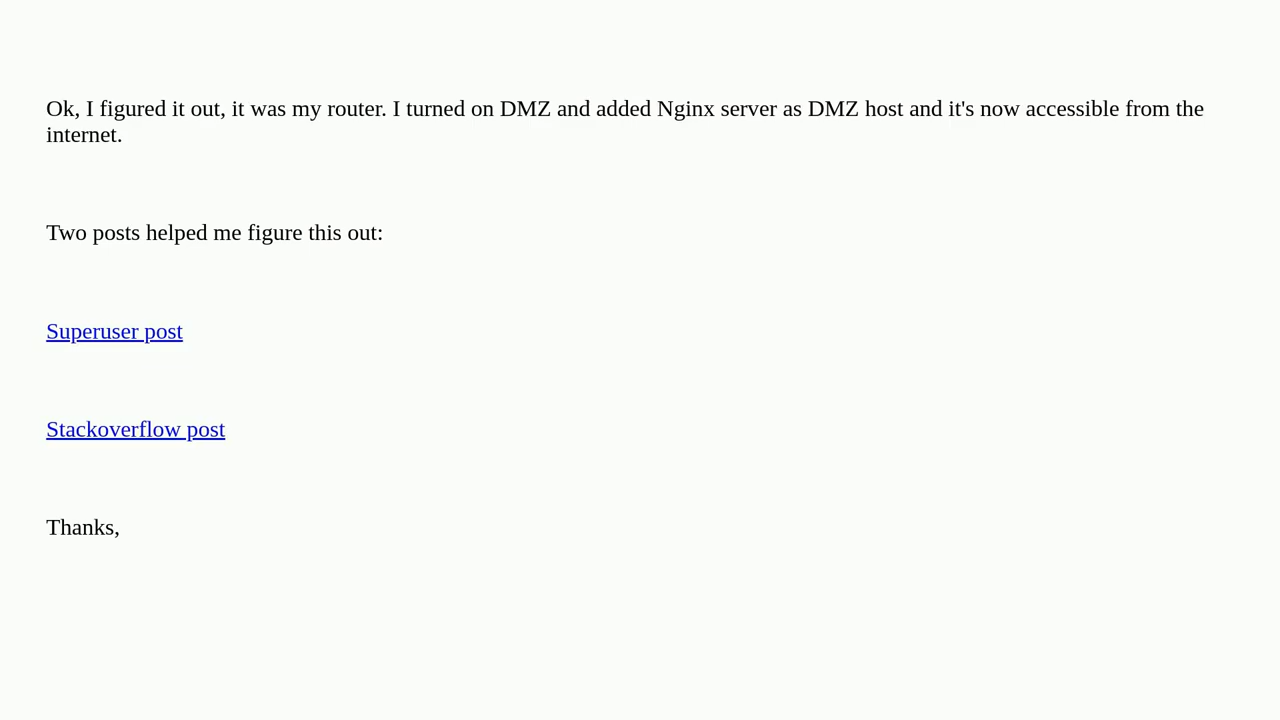 Ok, I figured it out, it was my router. I turned on DMZ and added Nginx server as DMZ host and it's now accessible from the
internet.
Two posts helped me figure this out:
Superuser post
Stackoverflow post
Thanks,